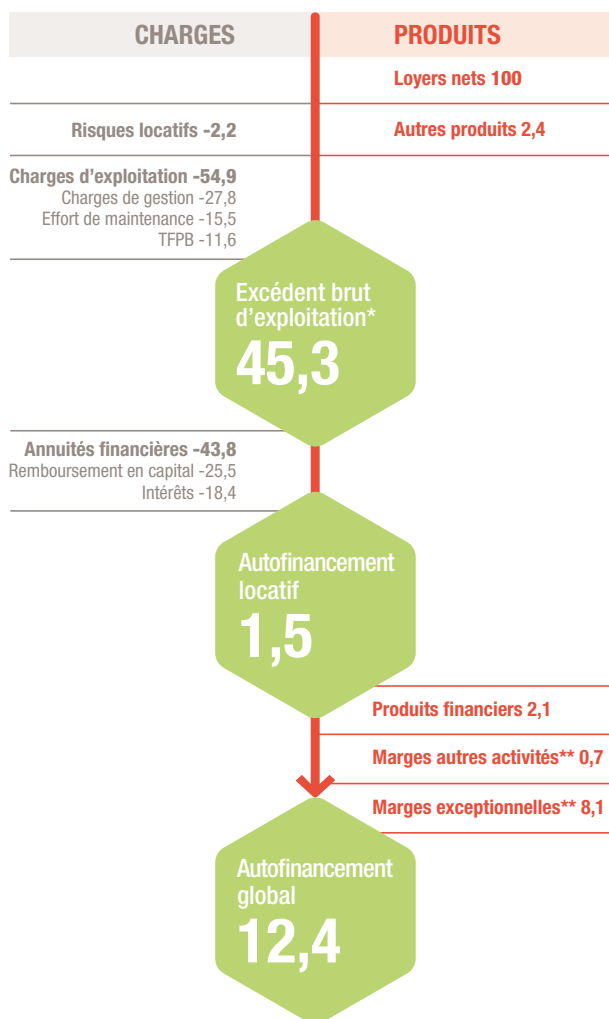 CHARGES
PRODUITS
Loyers nets 100
Risques locatifs -2,2
Autres produits 2,4
Charges d'exploitation -54,9
Charges de gestion -27,8
Effort de maintenance -15,5
TFPB -11,6
Excédent brut
d'exploitation*
45,3
Annuités financières -43,8
Remboursement en capital -25,5
Intérêts -18,4
Autofinancement
locatif
1,5
Produits financiers 2,1
Marges autres activités** 0,7
Marges exceptionnelles** 8,1
Autofinancement
global
12,4